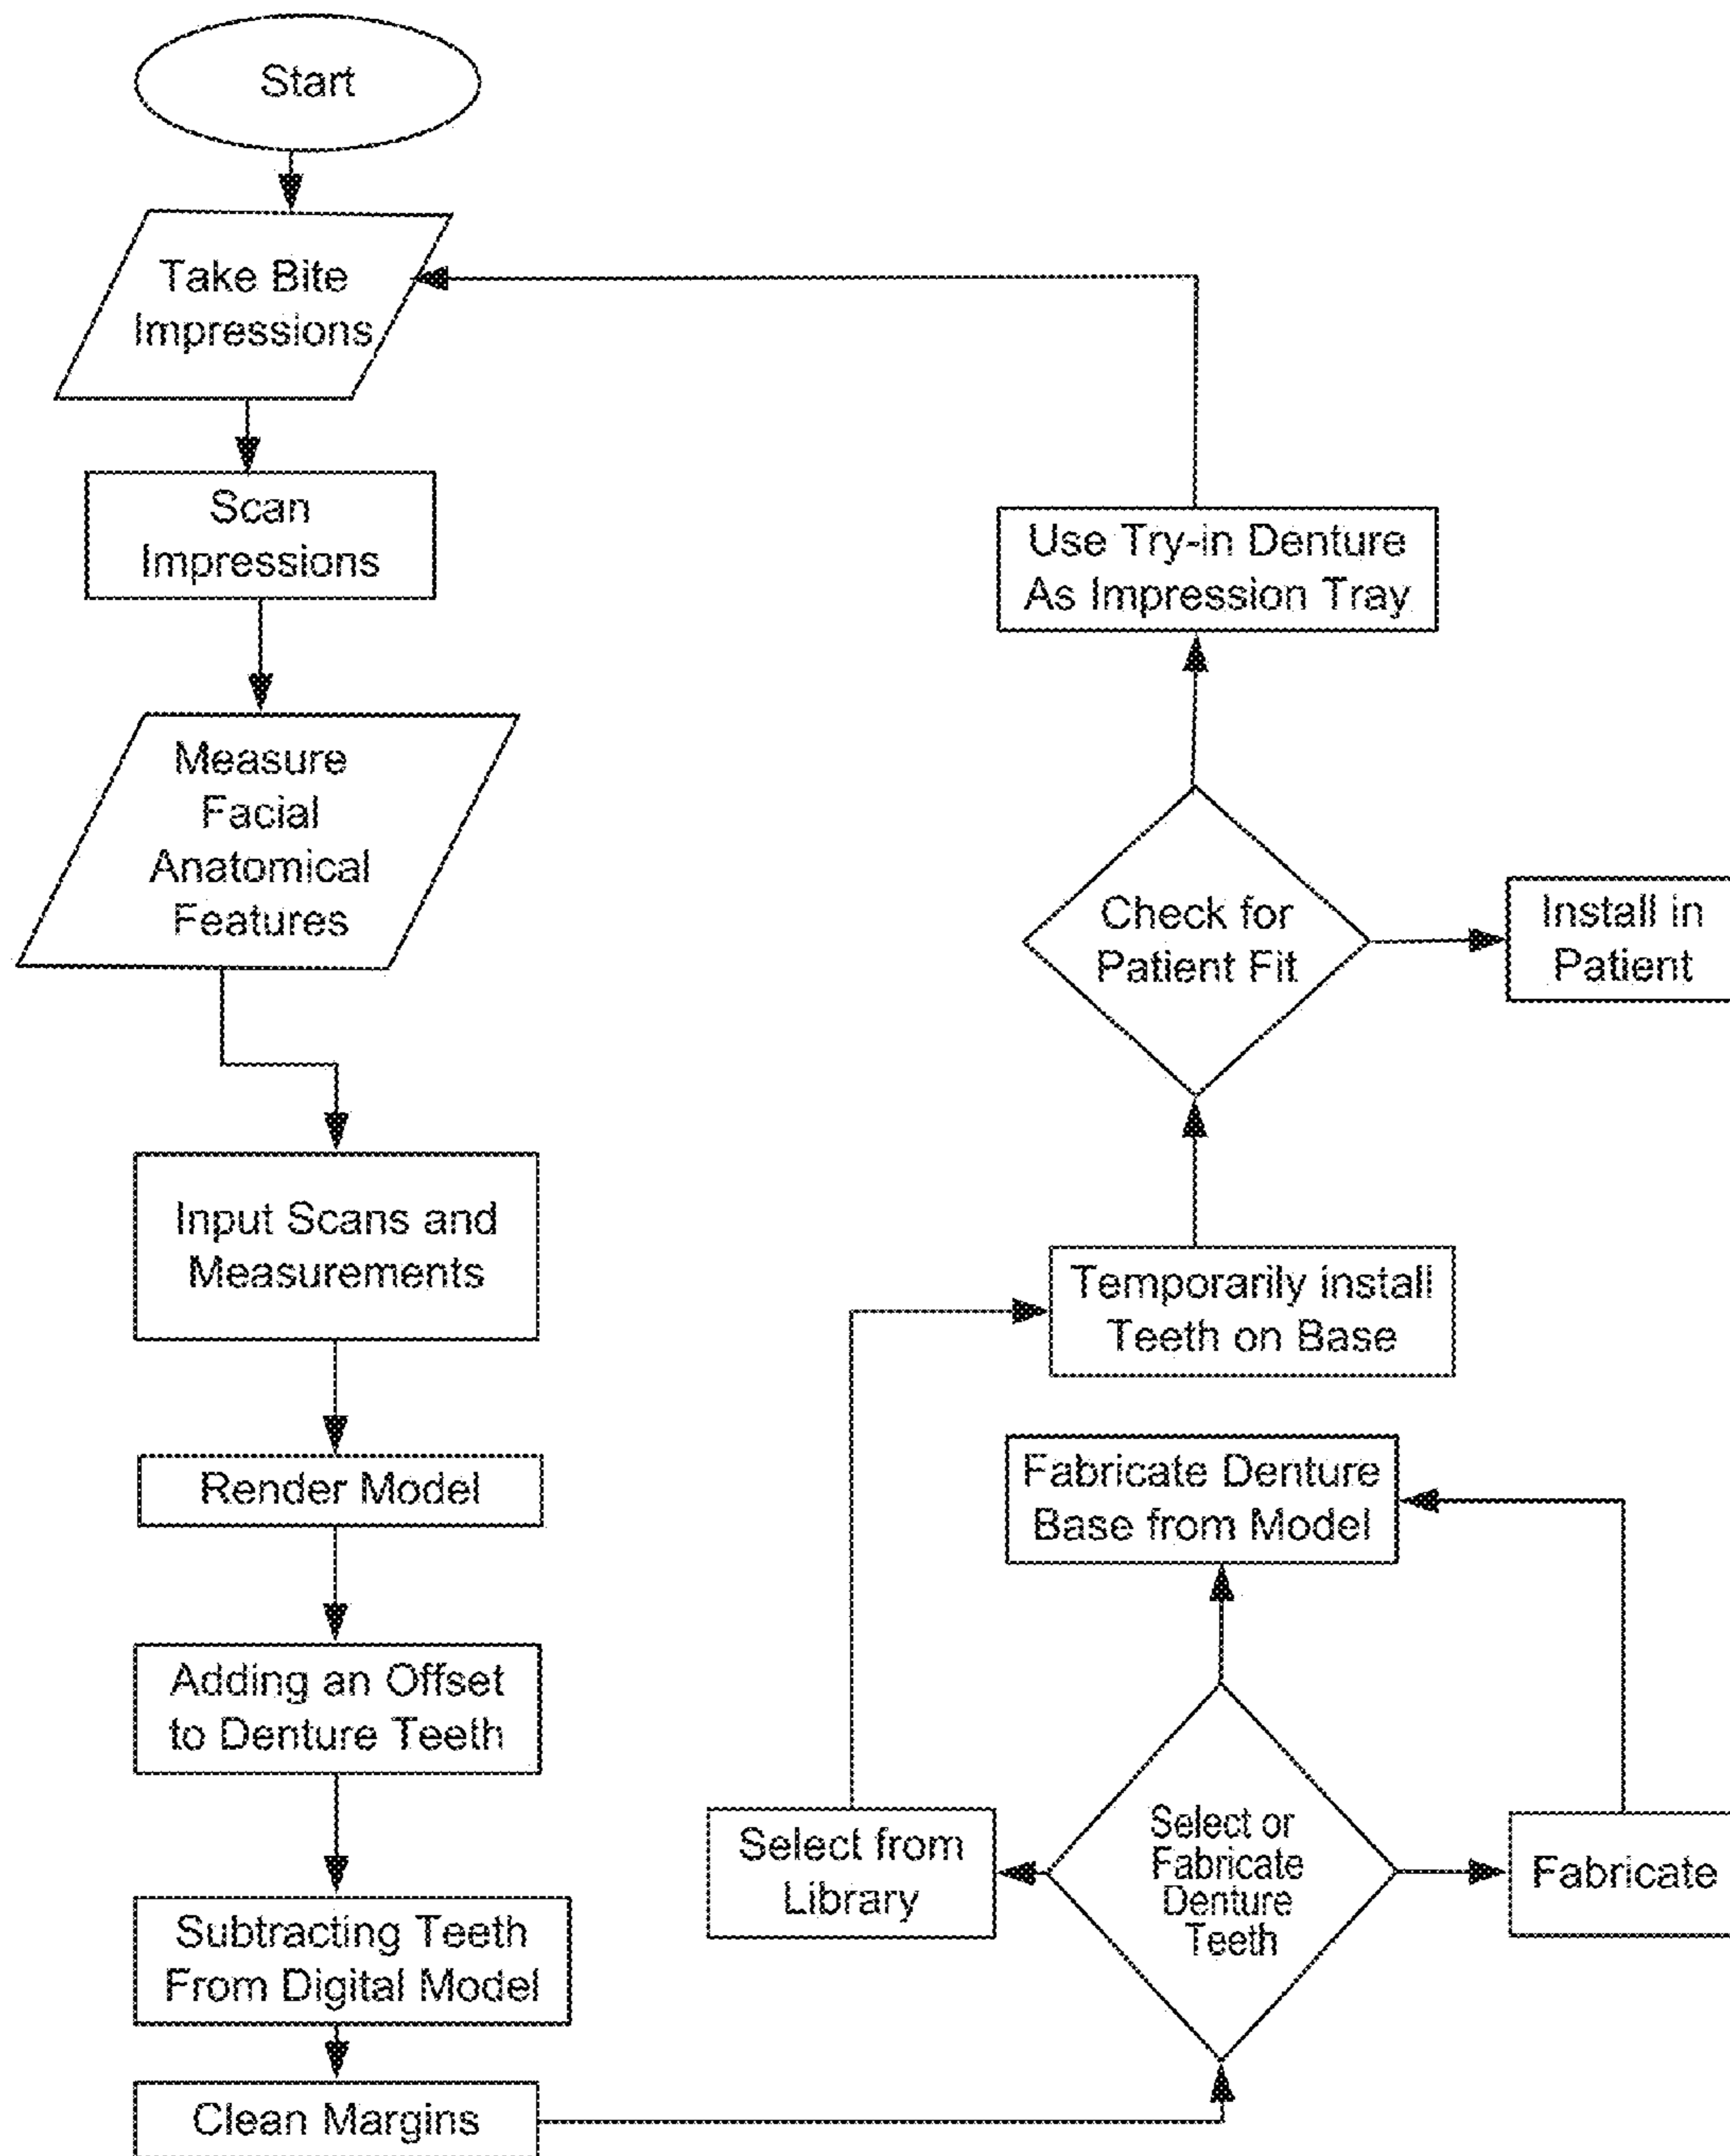 Start
Take Bite
Impressions
Scan
Impressions
Measure
Facial
Anatomical
Features
Input Scans and
Measurements
Render Model
Adding an Offset
to Denture Teeth
Subtracting Teeth
From Digital Model
Clean Margins
Select or
Fabricate
Denture
Teeth
Select from
Library
Fabricate
Fabricate Denture
Base from Model
Temporarily install
Teeth on Base
Check for
Patient Fit
Install in
Patient
Use Try-in Denture
As Impression Tray